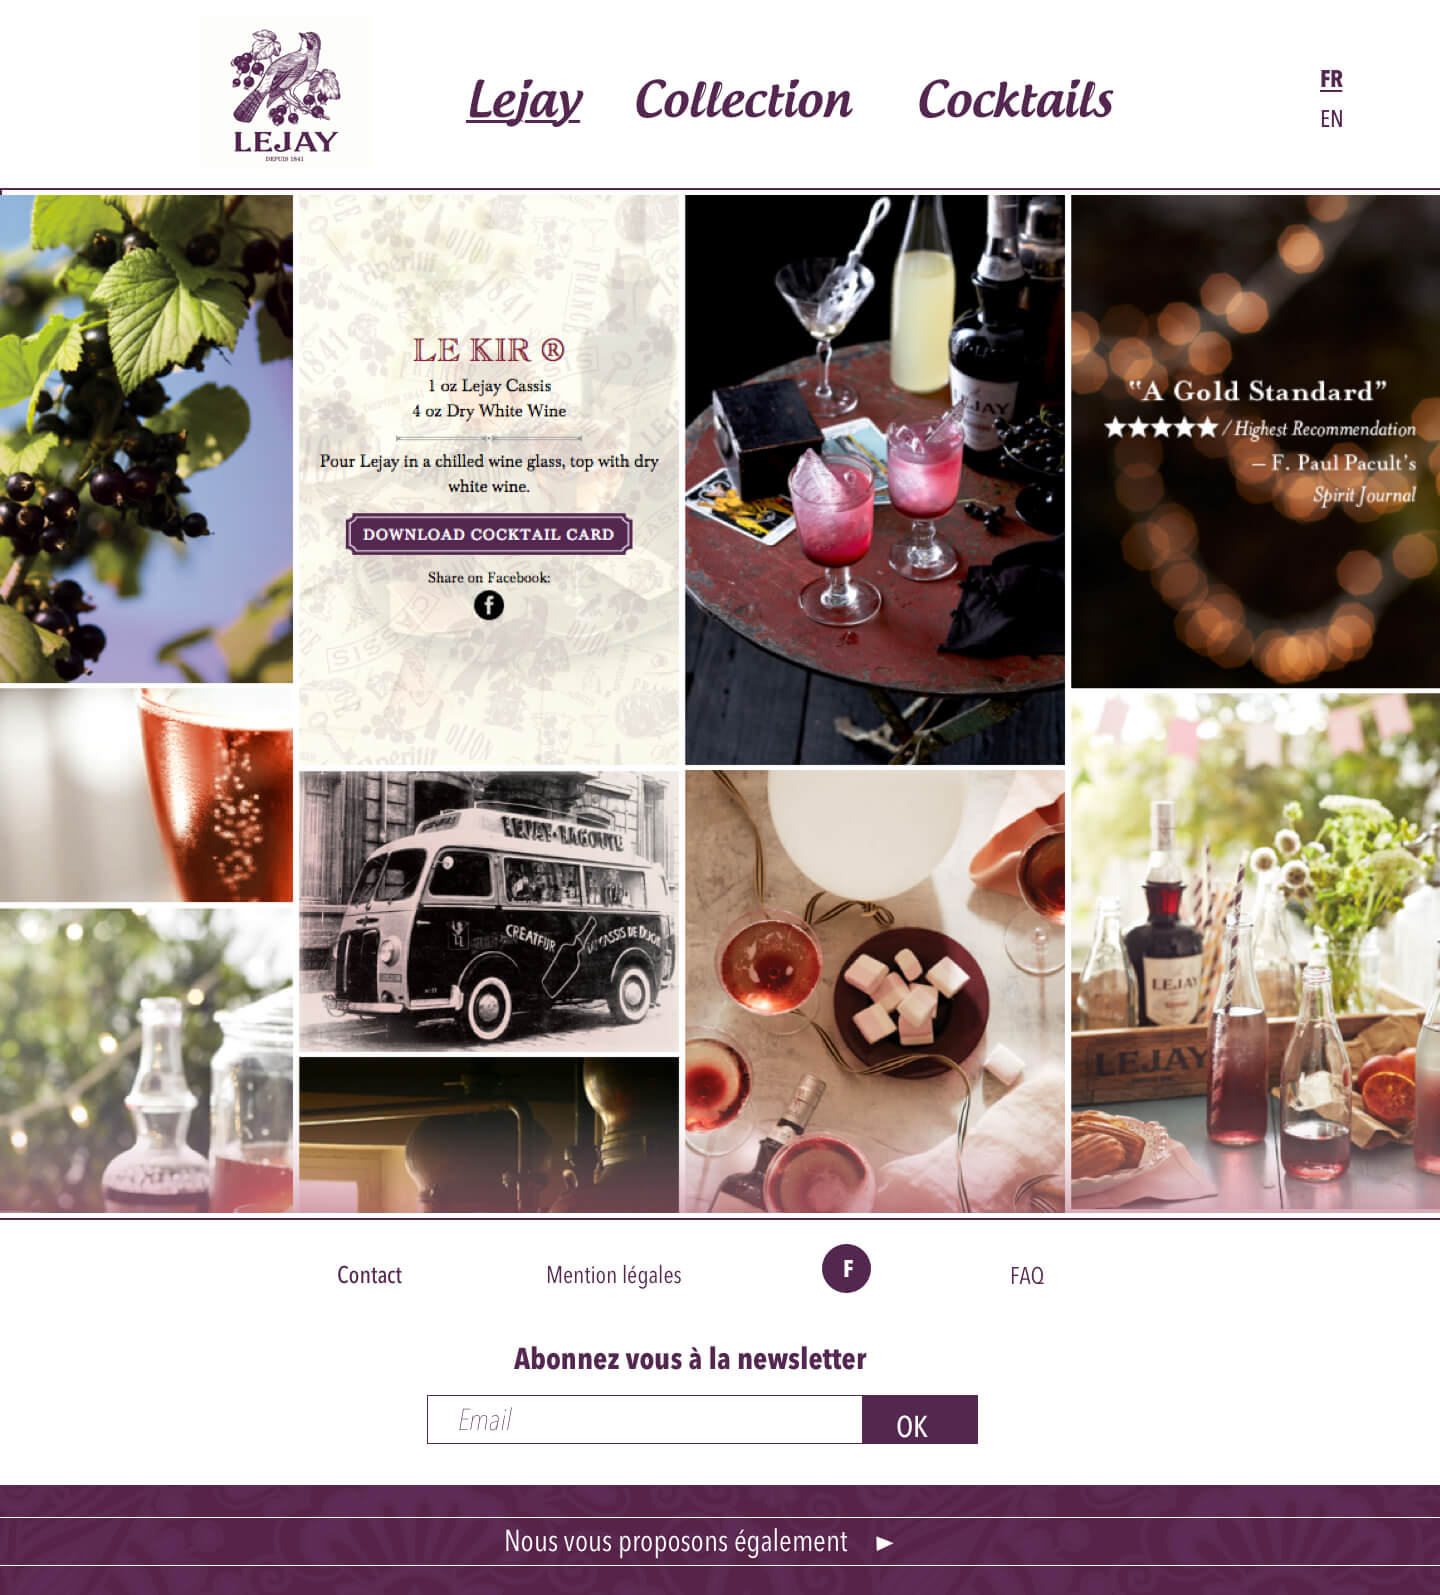 LEJAY
DEPUIS 1841
Lejay
Collection
Cocktails
FR
EN
LE KIR ®
1 oz Lejay Cassis
4 oz Dry White Wine
Pour Lejay in a chilled wine glass, top with dry
white wine.
DOWNLOAD COCKTAIL CARD
Share on Facebook:
f
LEJAY
"A Gold Standard"
★★★★★ / Highest Recommendation
– F. Paul Pacult's
Spirit Journal
LEJAY-LAGOUTE
CREATEUR DU CASSIS DE DIJON
LEJAY
LEJAY
Contact
Mention légales
F
FAQ
Abonnez vous à la newsletter
Email
OK
Nous vous proposons également ►